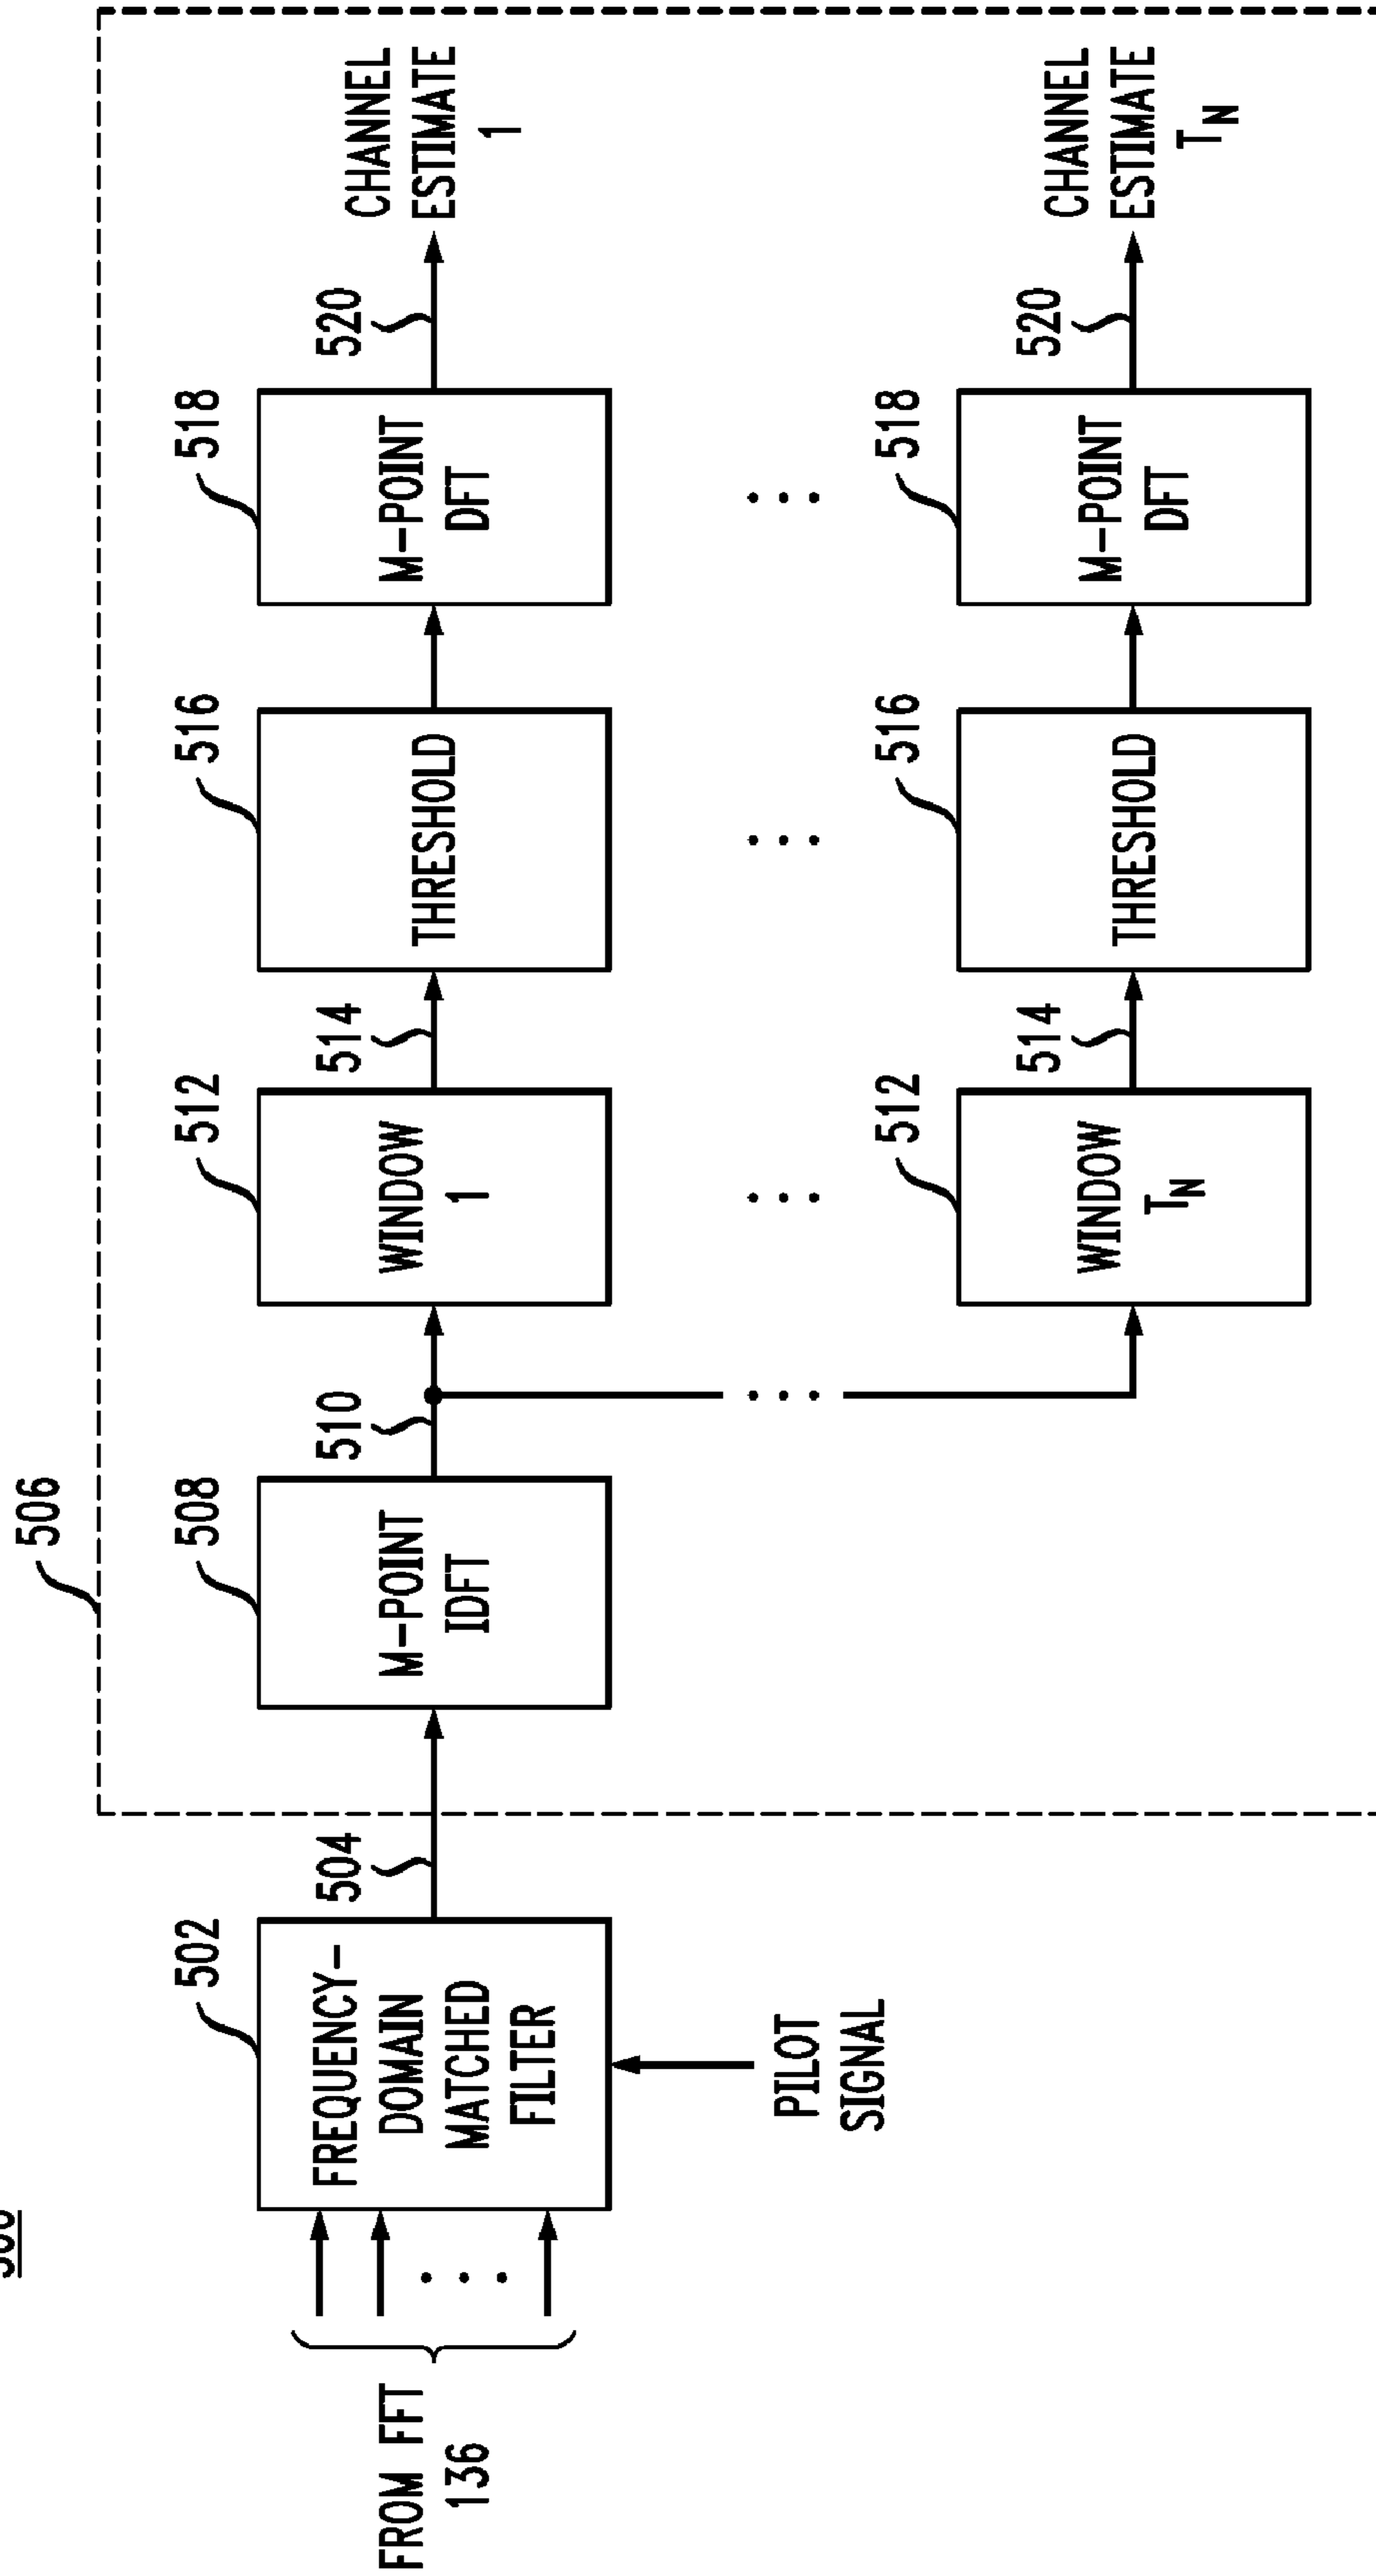 506
502
FREQUENCY-
DOMAIN
MATCHED
FILTER
FROM FFT
136
PILOT
SIGNAL
504
508
M-POINT
IDFT
510
512
WINDOW
1
514
516
THRESHOLD
518
M-POINT
DFT
520
CHANNEL
ESTIMATE
1
512
WINDOW
TN
514
516
THRESHOLD
518
M-POINT
DFT
520
CHANNEL
ESTIMATE
TN